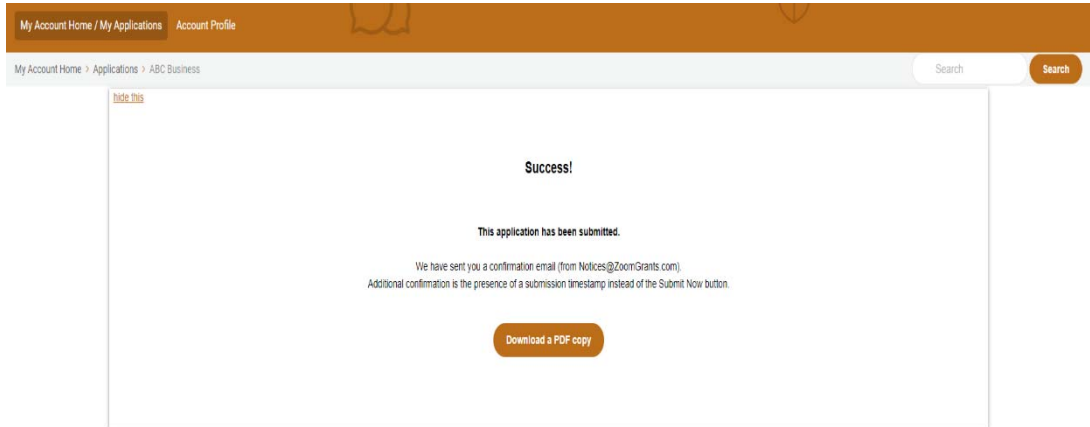 My Account Home / My Applications Account Profile
My Account Home > Applications > ABC Business Search Search
hide this
Success!
This application has been submitted.
We have sent you a confirmation email (from Notices@ZoomGrants.com).
Additional confirmation is the presence of a submission timestamp instead of the Submit Now button.
Download a PDF copy